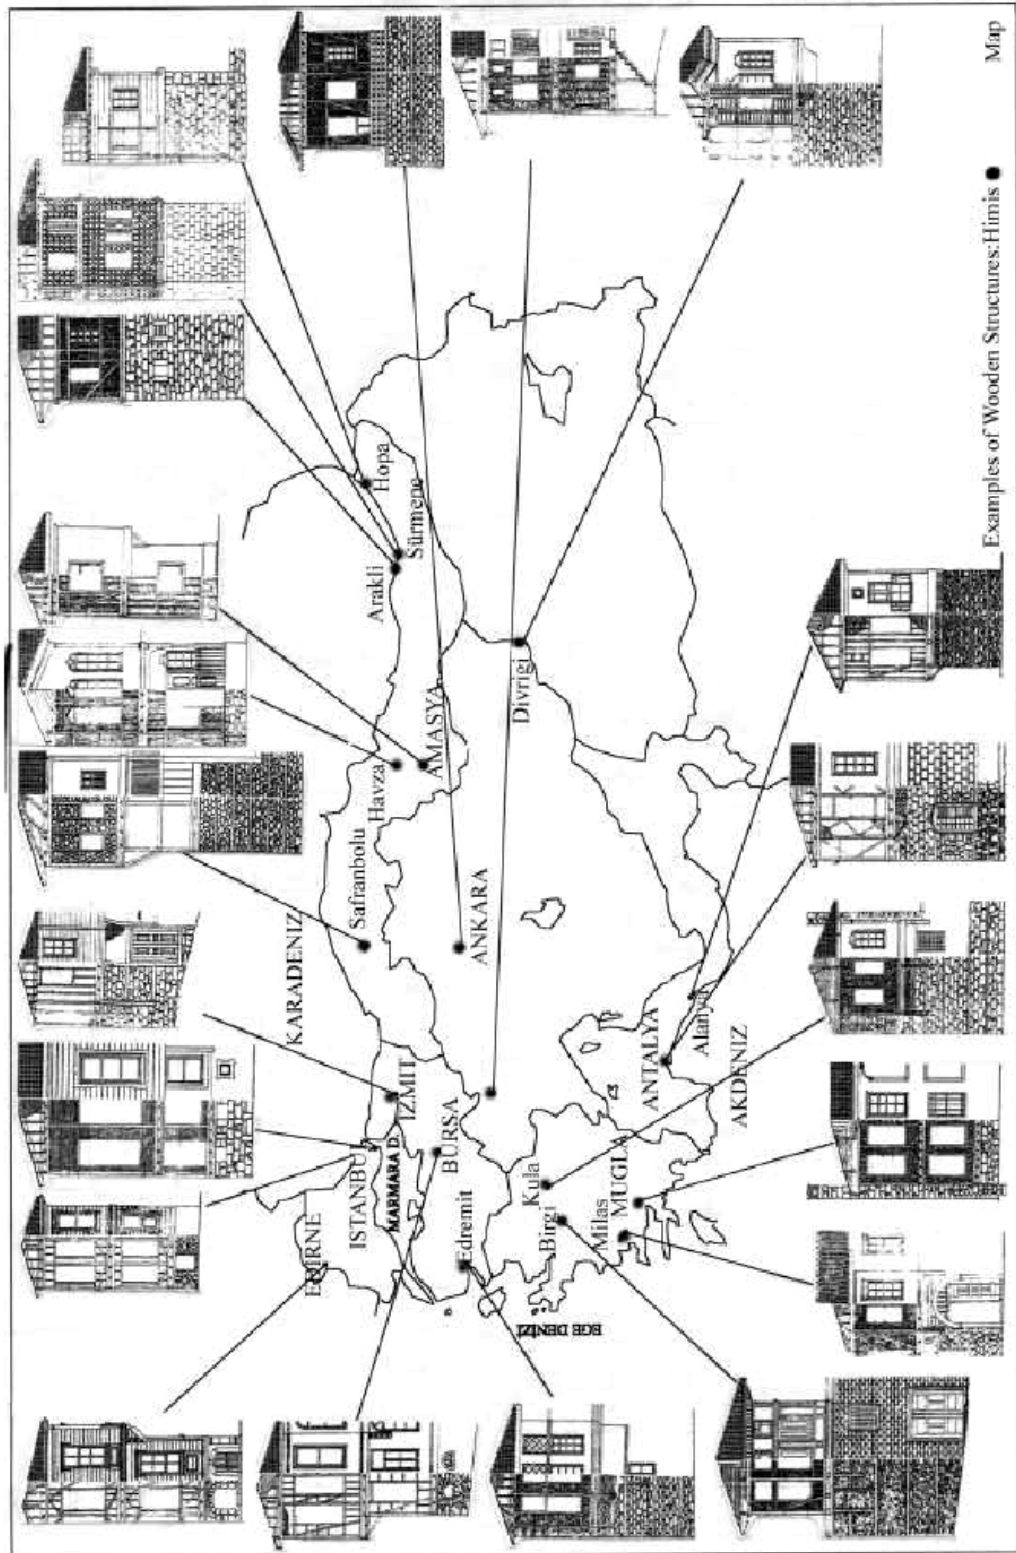 Map
Examples of Wooden Structures:Himis
KARADENIZ
EDIRNE
ISTANBUL
MARMARA D.
IZMIT
BURSA
Edremit
Safranbolu
Havza
AMASYA
Arakli
Sürmene
Hopa
ANKARA
Divrigi
Kula
Birgi
Milas
MUGLA
ANTALYA
Alanya
AKDENIZ
EGE DENIZI